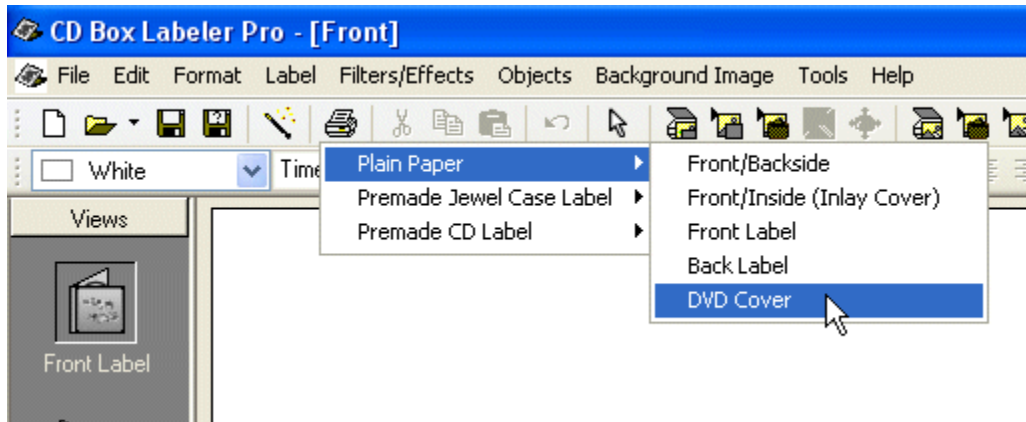 CD Box Labeler Pro - [Front]
File Edit Format Label Filters/Effects Objects Background Image Tools Help
White
Plain Paper
Premade Jewel Case Label
Premade CD Label
Front/Backside
Front/Inside (Inlay Cover)
Front Label
Back Label
DVD Cover
Views
Front Label